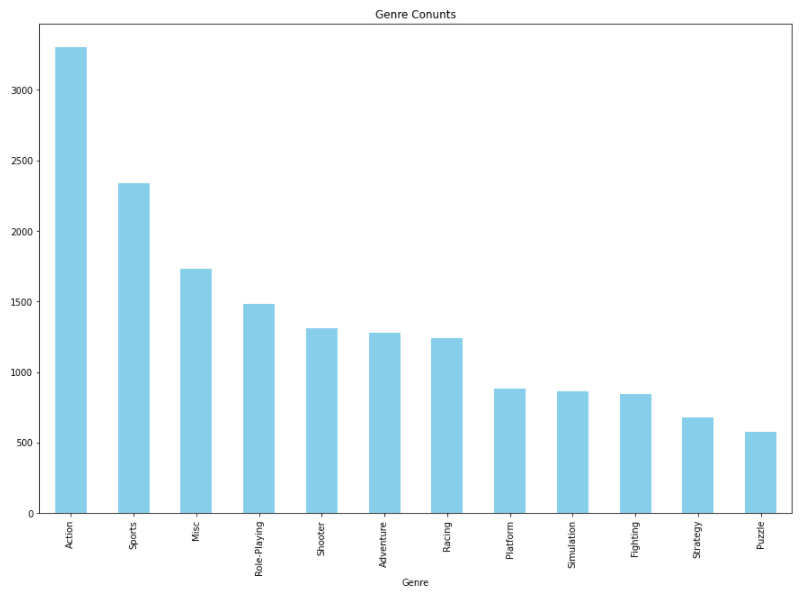 Genre Conunts
3000
2500
2000
1500
1000
500
0
Action
Sports
Misc
Role-Playing
Shooter
Adventure
Racing
Platform
Simulation
Fighting
Strategy
Puzzle
Genre